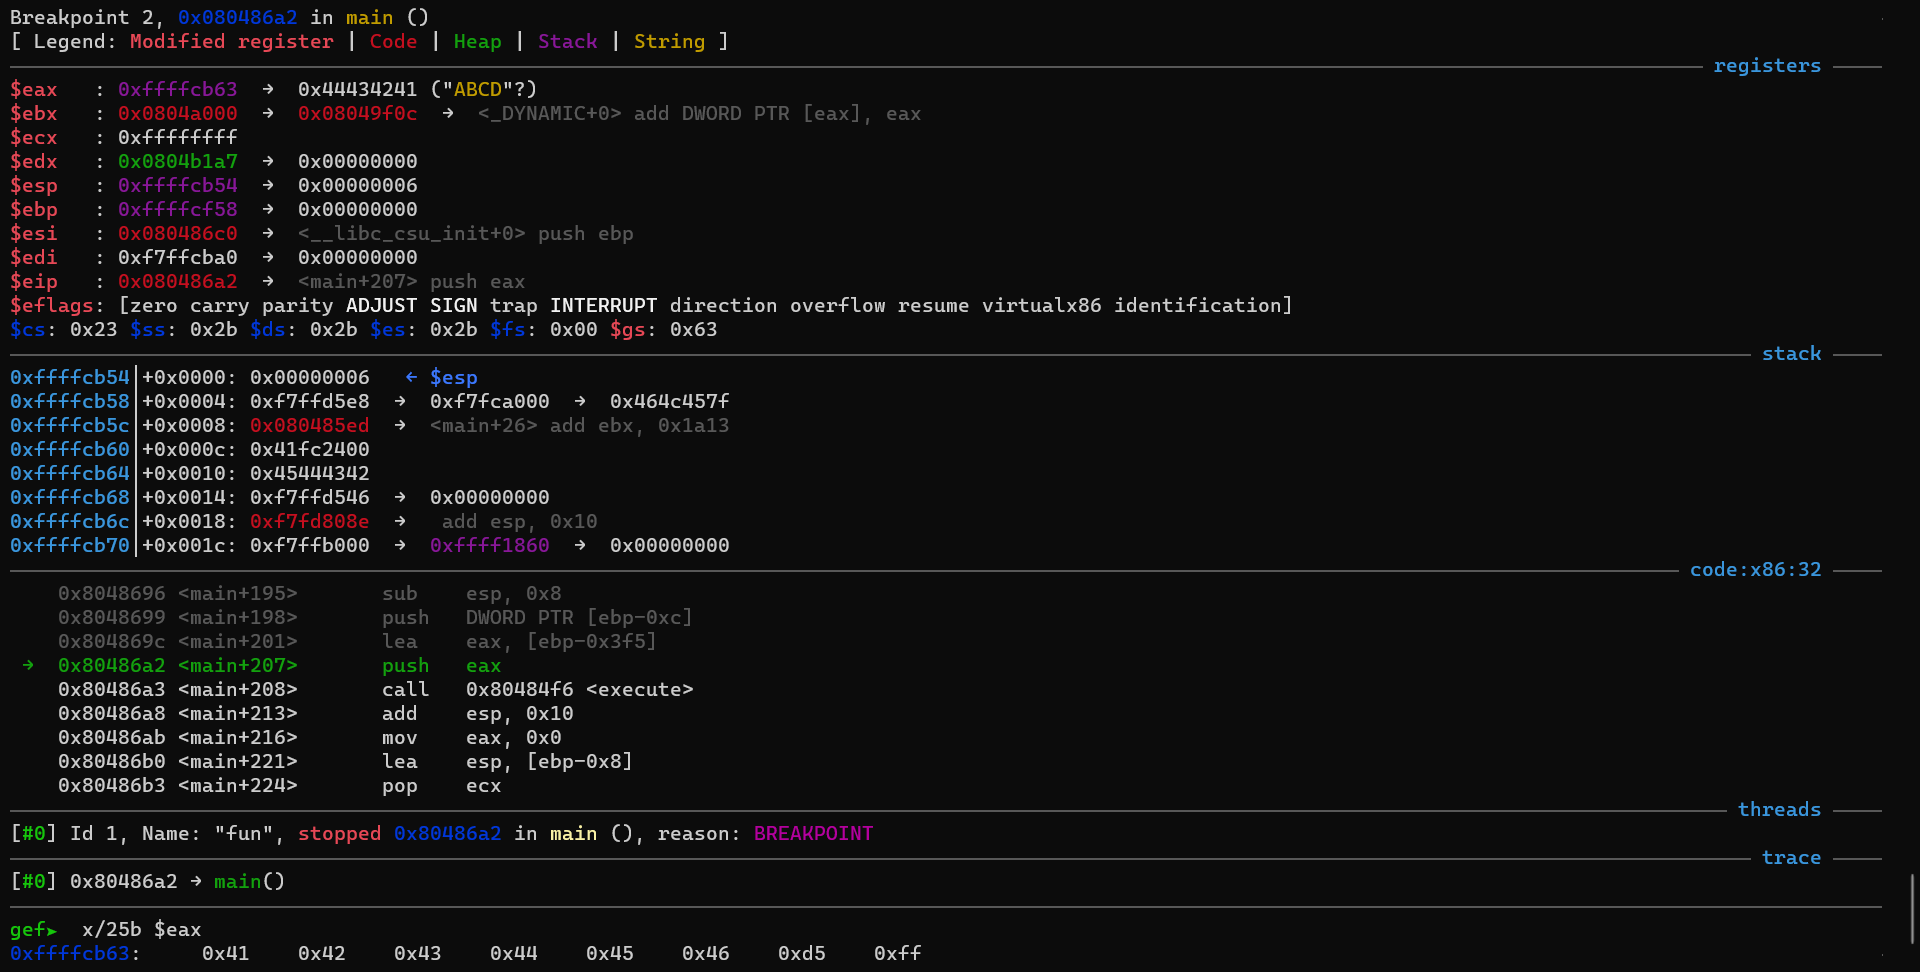 Breakpoint 2, 0x080486a2 in main ()
[ Legend: Modified register | Code | Heap | Stack | String ]
registers
$eax   : 0xffffcb63  →  0x44434241 ("ABCD"?)
$ebx   : 0x0804a000  →  0x08049f0c  →  <_DYNAMIC+0> add DWORD PTR [eax], eax
$ecx   : 0xffffffff
$edx   : 0x0804b1a7  →  0x00000000
$esp   : 0xffffcb54  →  0x00000006
$ebp   : 0xffffcf58  →  0x00000000
$esi   : 0x080486c0  →  <__libc_csu_init+0> push ebp
$edi   : 0xf7ffcba0  →  0x00000000
$eip   : 0x080486a2  →  <main+207> push eax
$eflags: [zero carry parity ADJUST SIGN trap INTERRUPT direction overflow resume virtualx86 identification]
$cs: 0x23 $ss: 0x2b $ds: 0x2b $es: 0x2b $fs: 0x00 $gs: 0x63
stack
0xffffcb54│+0x0000: 0x00000006   ← $esp
0xffffcb58│+0x0004: 0xf7ffd5e8  →  0xf7fca000  →  0x464c457f
0xffffcb5c│+0x0008: 0x080485ed  →  <main+26> add ebx, 0x1a13
0xffffcb60│+0x000c: 0x41fc2400
0xffffcb64│+0x0010: 0x45444342
0xffffcb68│+0x0014: 0xf7ffd546  →  0x00000000
0xffffcb6c│+0x0018: 0xf7fd808e  →   add esp, 0x10
0xffffcb70│+0x001c: 0xf7ffb000  →  0xffff1860  →  0x00000000
code:x86:32
0x8048696 <main+195>       sub    esp, 0x8
0x8048699 <main+198>       push   DWORD PTR [ebp-0xc]
0x804869c <main+201>       lea    eax, [ebp-0x3f5]
→  0x80486a2 <main+207>       push   eax
0x80486a3 <main+208>       call   0x80484f6 <execute>
0x80486a8 <main+213>       add    esp, 0x10
0x80486ab <main+216>       mov    eax, 0x0
0x80486b0 <main+221>       lea    esp, [ebp-0x8]
0x80486b3 <main+224>       pop    ecx
threads
[#0] Id 1, Name: "fun", stopped 0x80486a2 in main (), reason: BREAKPOINT
trace
[#0] 0x80486a2 → main()
gef➤  x/25b $eax
0xffffcb63:     0x41    0x42    0x43    0x44    0x45    0x46    0xd5    0xff